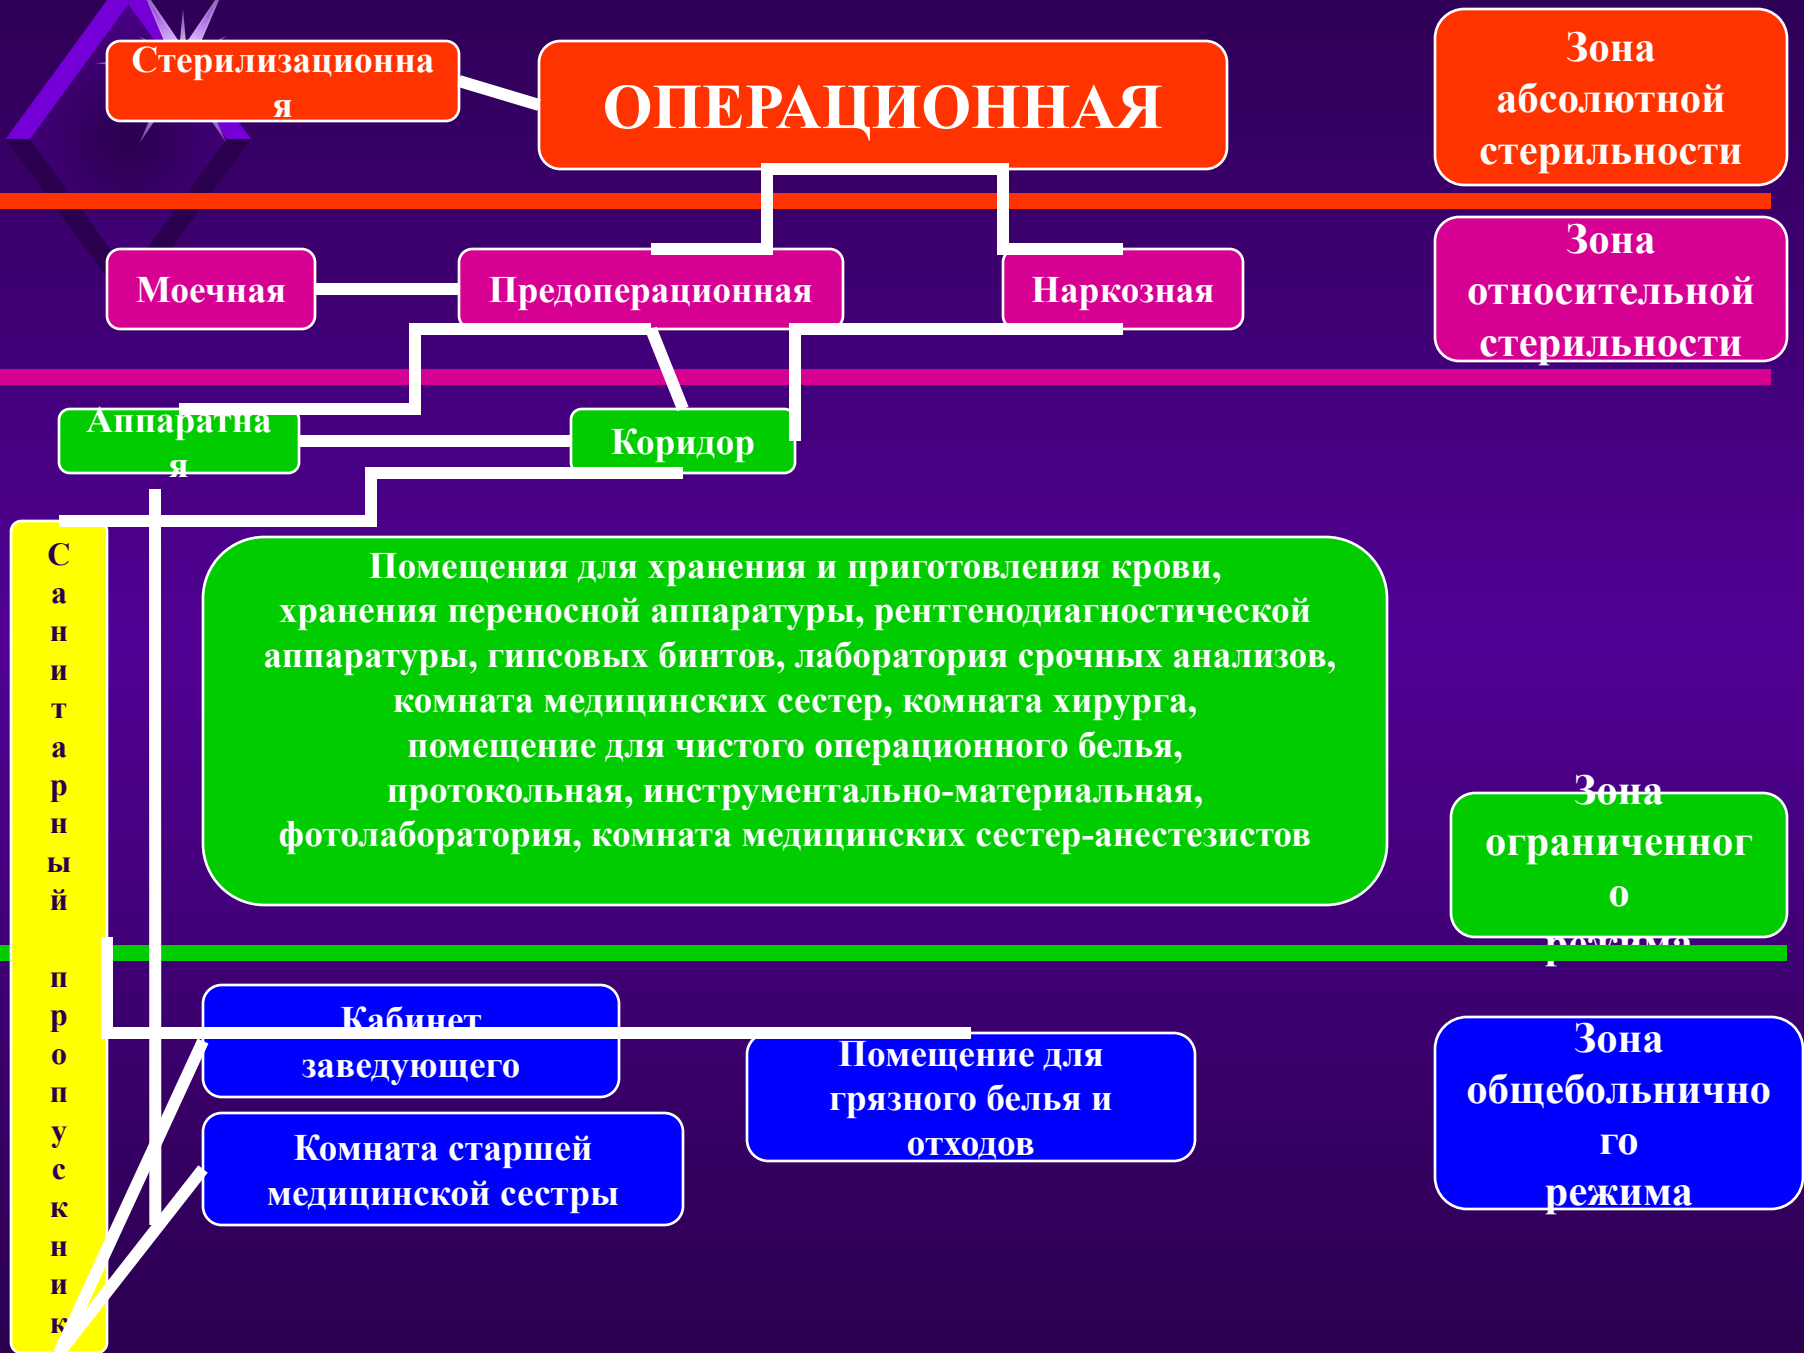 Стерилизационна
я
ОПЕРАЦИОННАЯ
Зона
абсолютной
стерильности
Моечная
Предоперационная
Наркозная
Зона
относительной
стерильности
Аппаратна
я
Коридор
С
а
н
и
т
а
р
н
ы
й
п
р
о
п
у
с
к
н
и
к
Помещения для хранения и приготовления крови,
хранения переносной аппаратуры, рентгенодиагностической
аппаратуры, гипсовых бинтов, лаборатория срочных анализов,
комната медицинских сестер, комната хирурга,
помещение для чистого операционного белья,
протокольная, инструментально-материальная,
фотолаборатория, комната медицинских сестер-анестезистов
Зона
ограниченног
о
режима
Кабинет
заведующего
Помещение для
грязного белья и
отходов
Комната старшей
медицинской сестры
Зона
общебольнично
го
режима